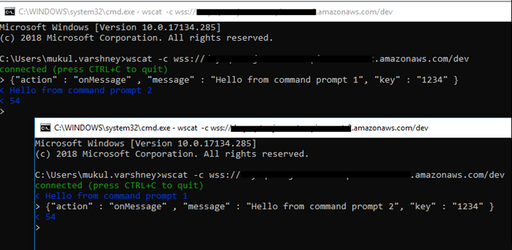 C:\WINDOWS\system32\cmd.exe - wscat -c wss:// .amazonaws.com/dev
Microsoft Windows [Version 10.0.17134.285]
(c) 2018 Microsoft Corporation. All rights reserved.
C:\Users\mukul.varshney>wscat -c wss:// .amazonaws.com/dev
connected (press CTRL+C to quit)
> {"action" : "onMessage" , "message" : "Hello from command prompt 1", "key" : "1234" }
< Hello from command prompt 2
< 54
>
C:\WINDOWS\system32\cmd.exe - wscat -c wss:// .amazonaws.com/dev
Microsoft Windows [Version 10.0.17134.285]
(c) 2018 Microsoft Corporation. All rights reserved.
C:\Users\mukul.varshney>wscat -c wss:// .amazonaws.com/dev
connected (press CTRL+C to quit)
< Hello from command prompt 1
> {"action" : "onMessage" , "message" : "Hello from command prompt 2", "key" : "1234" }
< 54
>